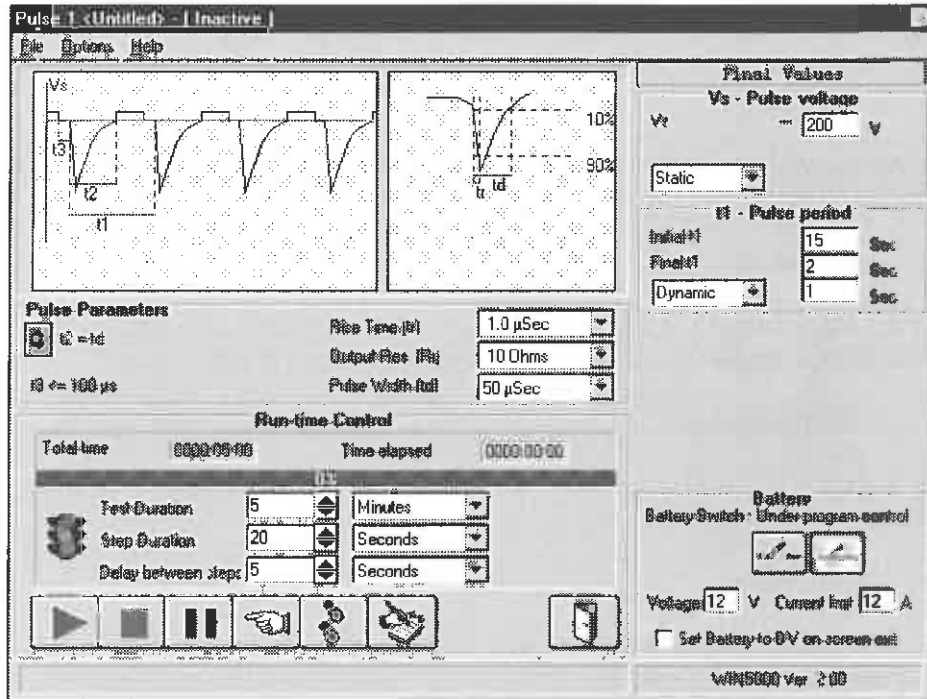 Pulse 1 <Untitled> - [ Inactive ]
File Options Help
Vs
t3
t2
t1
10%
90%
tr td
Final Values
Vs - Pulse voltage
= 200 V
Static
t1 - Pulse period
Initial t1 15 Sec
Final t1 2 Sec
Dynamic 1 Sec
Pulse Parameters
t2 = td
t3 <= 100 µs
Rise Time (tr) 1.0 µSec
Output Res (Ri) 10 Ohms
Pulse Width (td) 50 µSec
Run-time Control
Total time 0000:05:00 Time elapsed 0000:00:00
0%
Test Duration 5 Minutes
Step Duration 20 Seconds
Delay between steps 5 Seconds
Battery
Battery Switch : Under program control
Voltage 12 V Current limit 12 A
Set Battery to 0V on screen exit
WIN5000 Ver 2.00